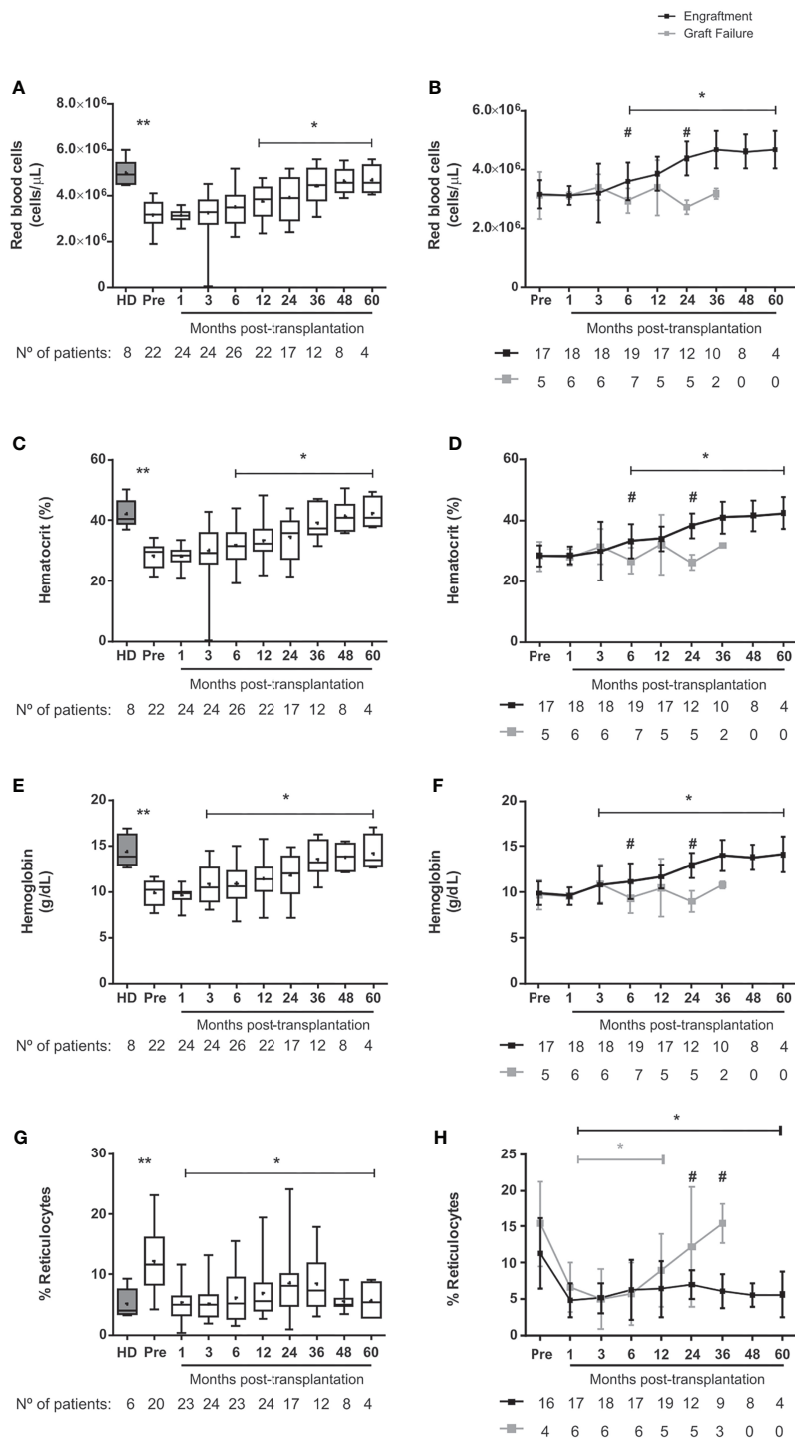 Engraftment
Graft Failure
A
Red blood cells
(cells/µL)
8.0×10⁶
6.0×10⁶
4.0×10⁶
2.0×10⁶
0
**
*
HD Pre 1 3 6 12 24 36 48 60
Months post-transplantation
Nº of patients: 8 22 24 24 26 22 17 12 8 4
B
Red blood cells
(cells/µL)
6.0×10⁶
4.0×10⁶
2.0×10⁶
0
*
# #
Pre 1 3 6 12 24 36 48 60
Months post-transplantation
17 18 18 19 17 12 10 8 4
5 6 6 7 5 5 2 0 0
C
Hematocrit (%)
60
40
20
0
**
*
HD Pre 1 3 6 12 24 36 48 60
Months post-transplantation
Nº of patients: 8 22 24 24 26 22 17 12 8 4
D
Hematocrit (%)
60
40
20
0
*
# #
Pre 1 3 6 12 24 36 48 60
Months post-transplantation
17 18 18 19 17 12 10 8 4
5 6 6 7 5 5 2 0 0
E
Hemoglobin
(g/dL)
20
15
10
5
0
**
*
HD Pre 1 3 6 12 24 36 48 60
Months post-transplantation
Nº of patients: 8 22 24 24 26 22 17 12 8 4
F
Hemoglobin
(g/dL)
20
15
10
5
0
*
# #
Pre 1 3 6 12 24 36 48 60
Months post-transplantation
17 18 18 19 17 12 10 8 4
5 6 6 7 5 5 2 0 0
G
% Reticulocytes
30
20
10
0
**
*
HD Pre 1 3 6 12 24 36 48 60
Months post-transplantation
Nº of patients: 6 20 23 24 23 24 17 12 8 4
H
% Reticulocytes
25
20
15
10
5
0
*
*
# #
Pre 1 3 6 12 24 36 48 60
Months post-transplantation
16 17 18 17 19 12 9 8 4
4 6 6 6 5 5 3 0 0